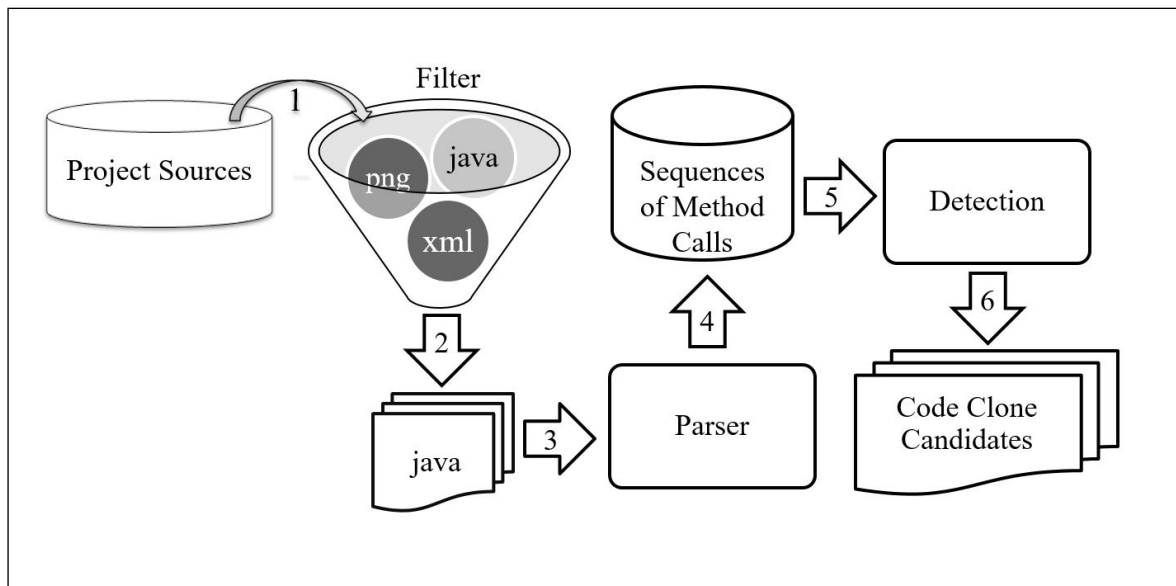 Filter
1
Project Sources
png
java
xml
2
java
3
Parser
4
Sequences
of Method
Calls
5
Detection
6
Code Clone
Candidates